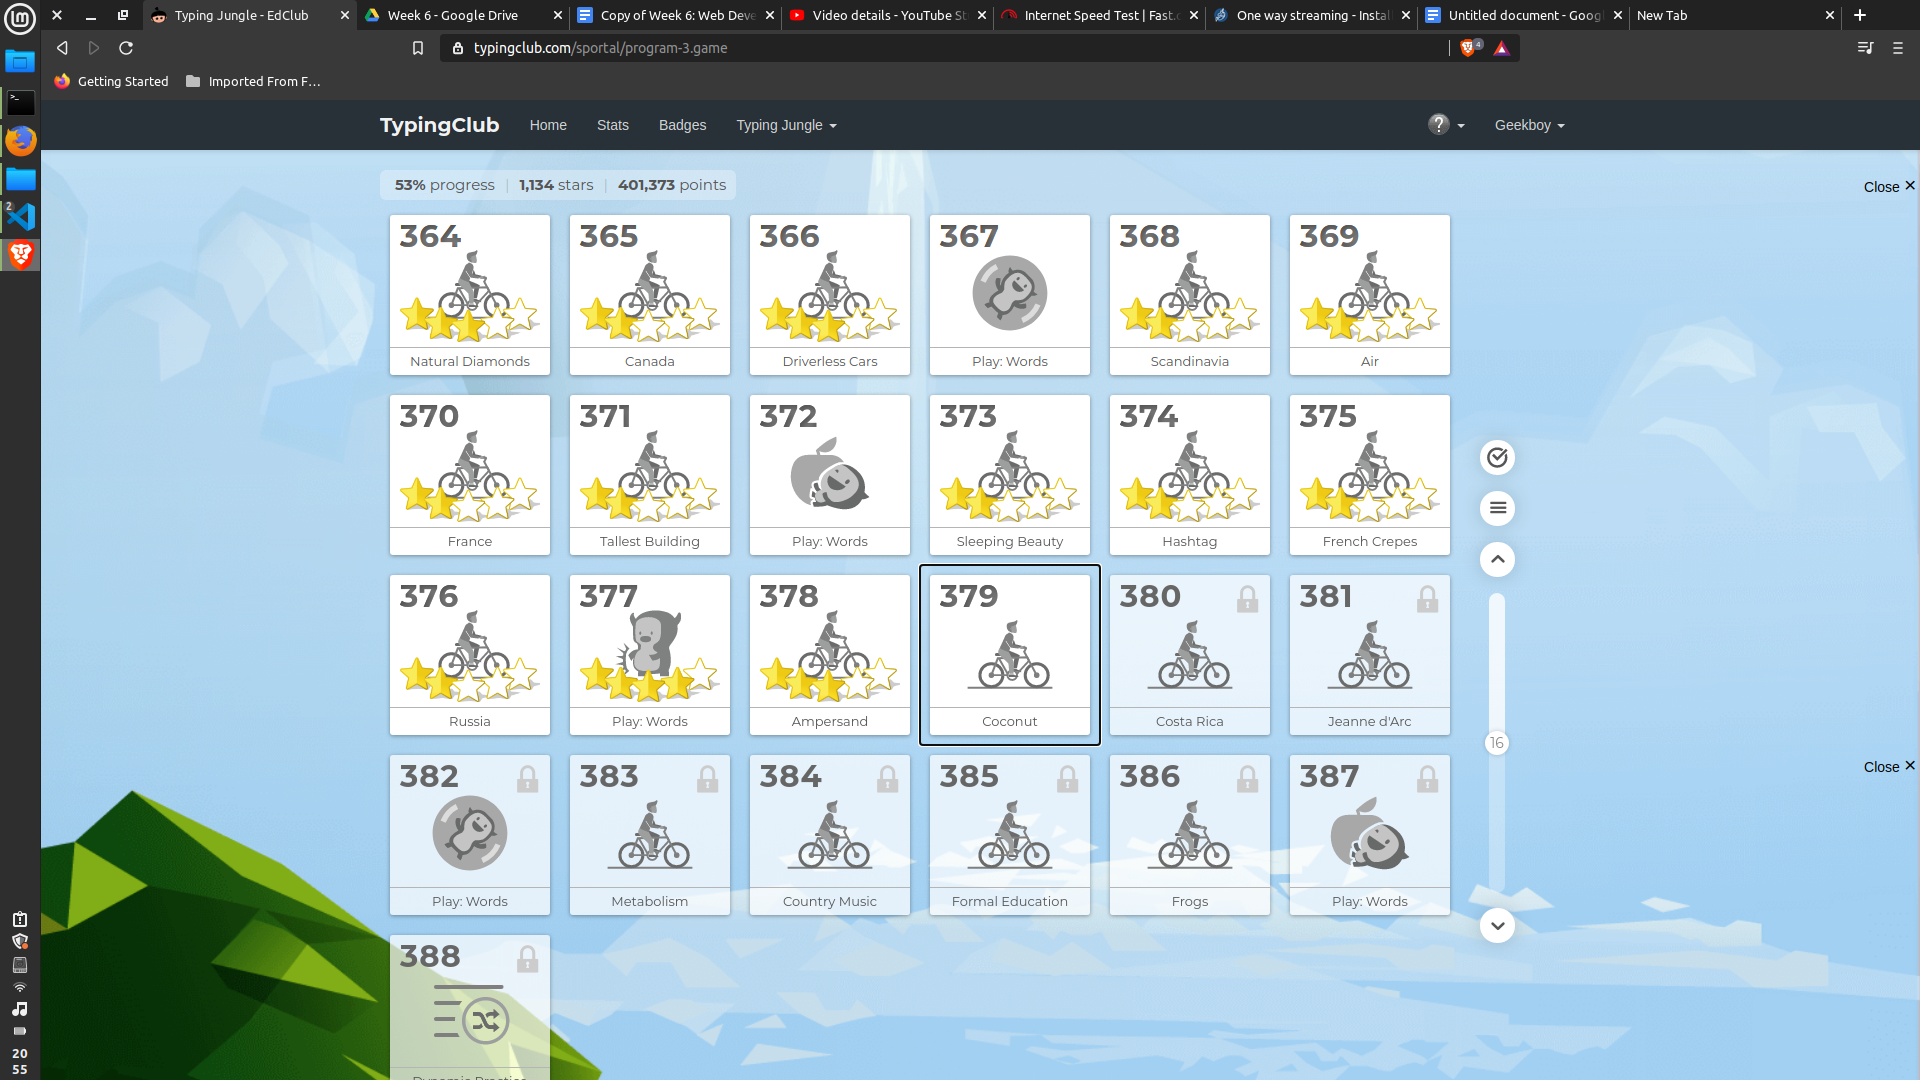 Typing Jungle - EdClub
Week 6 - Google Drive
Copy of Week 6: Web Deve
Video details - YouTube St
Internet Speed Test | Fast.c
One way streaming - Instal
Untitled document - Goog
New Tab
typingclub.com/sportal/program-3.game
4
Getting Started
Imported From F…
TypingClub
Home
Stats
Badges
Typing Jungle
?
Geekboy
53% progress | 1,134 stars | 401,373 points
Close
364
365
366
367
368
369
Natural Diamonds
Canada
Driverless Cars
Play: Words
Scandinavia
Air
370
371
372
373
374
375
France
Tallest Building
Play: Words
Sleeping Beauty
Hashtag
French Crepes
376
377
378
379
380
381
Russia
Play: Words
Ampersand
Coconut
Costa Rica
Jeanne d'Arc
16
Close
382
383
384
385
386
387
Play: Words
Metabolism
Country Music
Formal Education
Frogs
Play: Words
388
Dynamic Practice
2
20
55